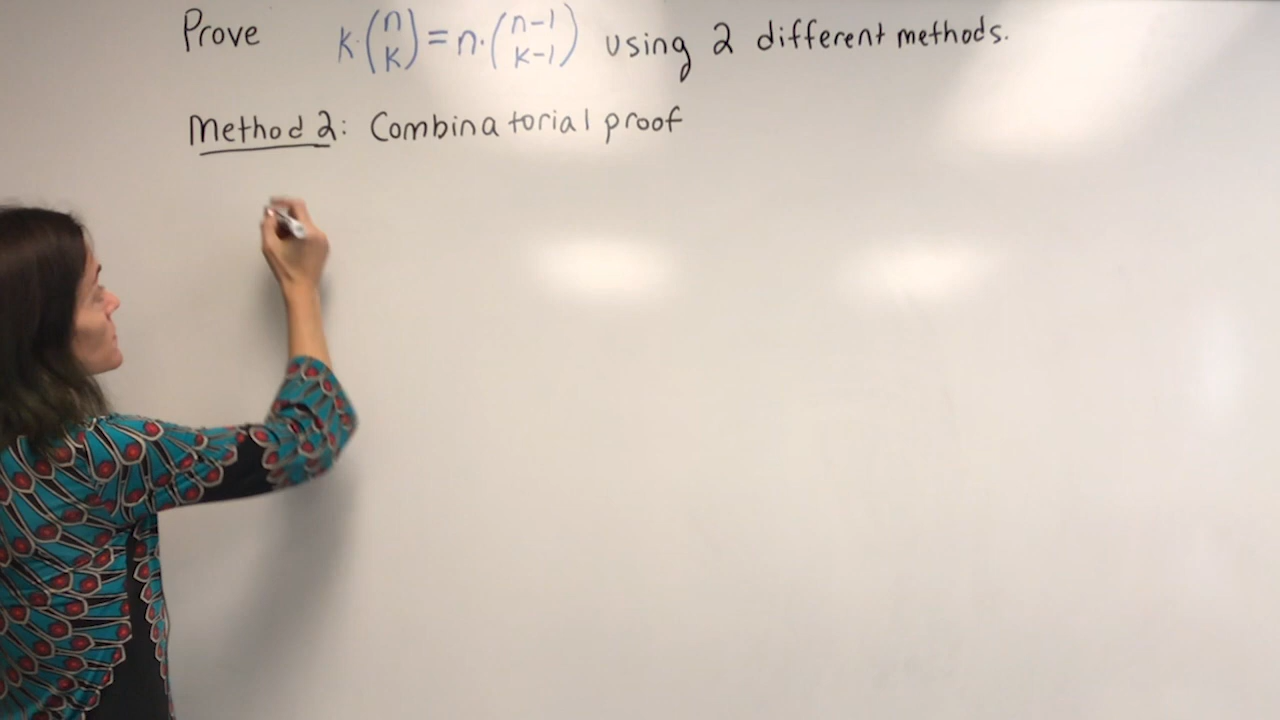 Prove k·(n k) = n·(n-1 k-1) using 2 different methods.
Method 2: Combinatorial proof